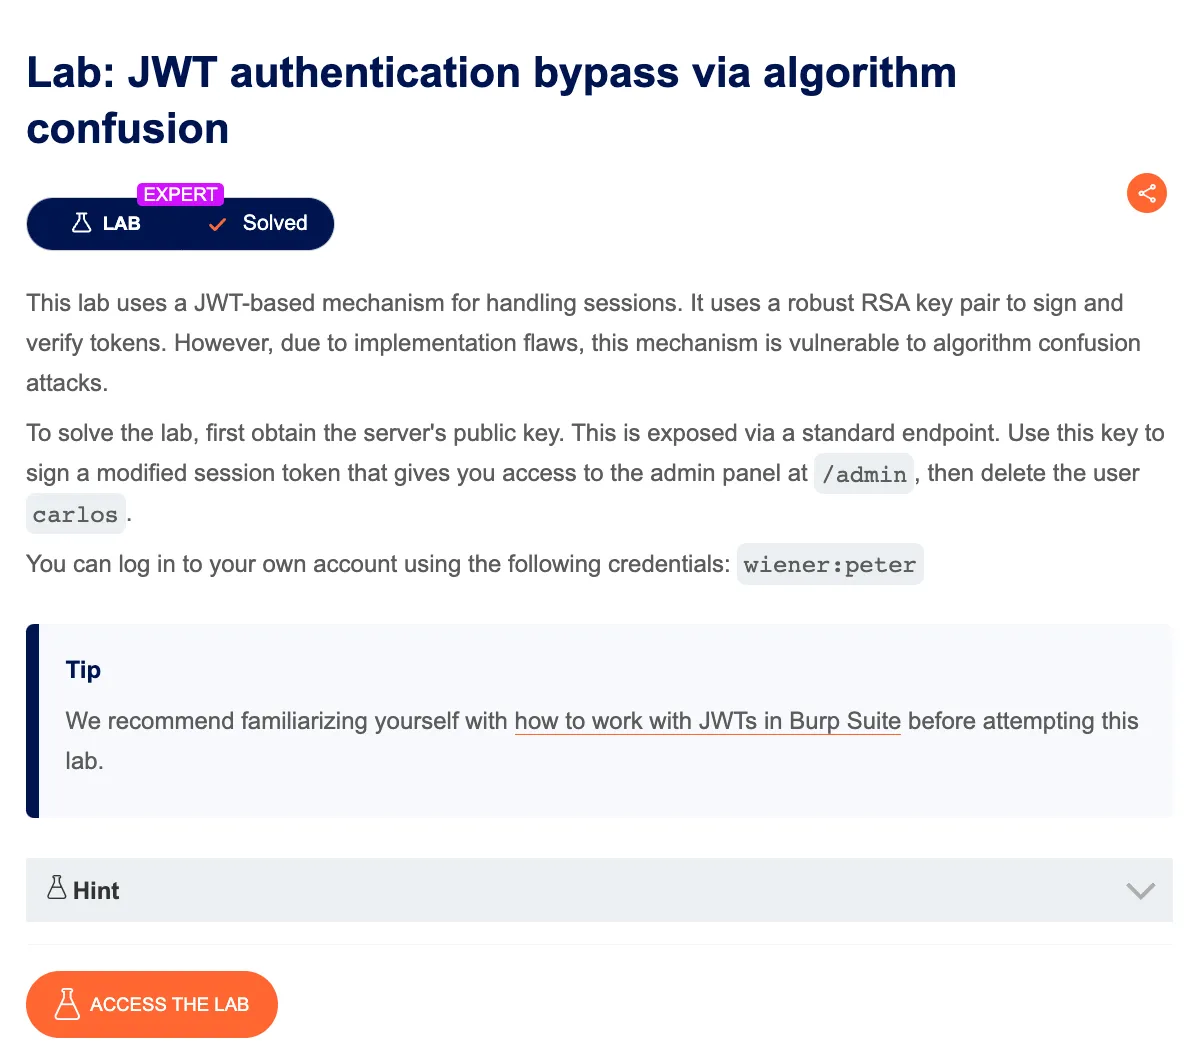 Lab: JWT authentication bypass via algorithm
confusion
EXPERT
LAB Solved
This lab uses a JWT-based mechanism for handling sessions. It uses a robust RSA key pair to sign and
verify tokens. However, due to implementation flaws, this mechanism is vulnerable to algorithm confusion
attacks.
To solve the lab, first obtain the server's public key. This is exposed via a standard endpoint. Use this key to
sign a modified session token that gives you access to the admin panel at /admin, then delete the user
carlos.
You can log in to your own account using the following credentials: wiener:peter
Tip
We recommend familiarizing yourself with how to work with JWTs in Burp Suite before attempting this
lab.
Hint
ACCESS THE LAB